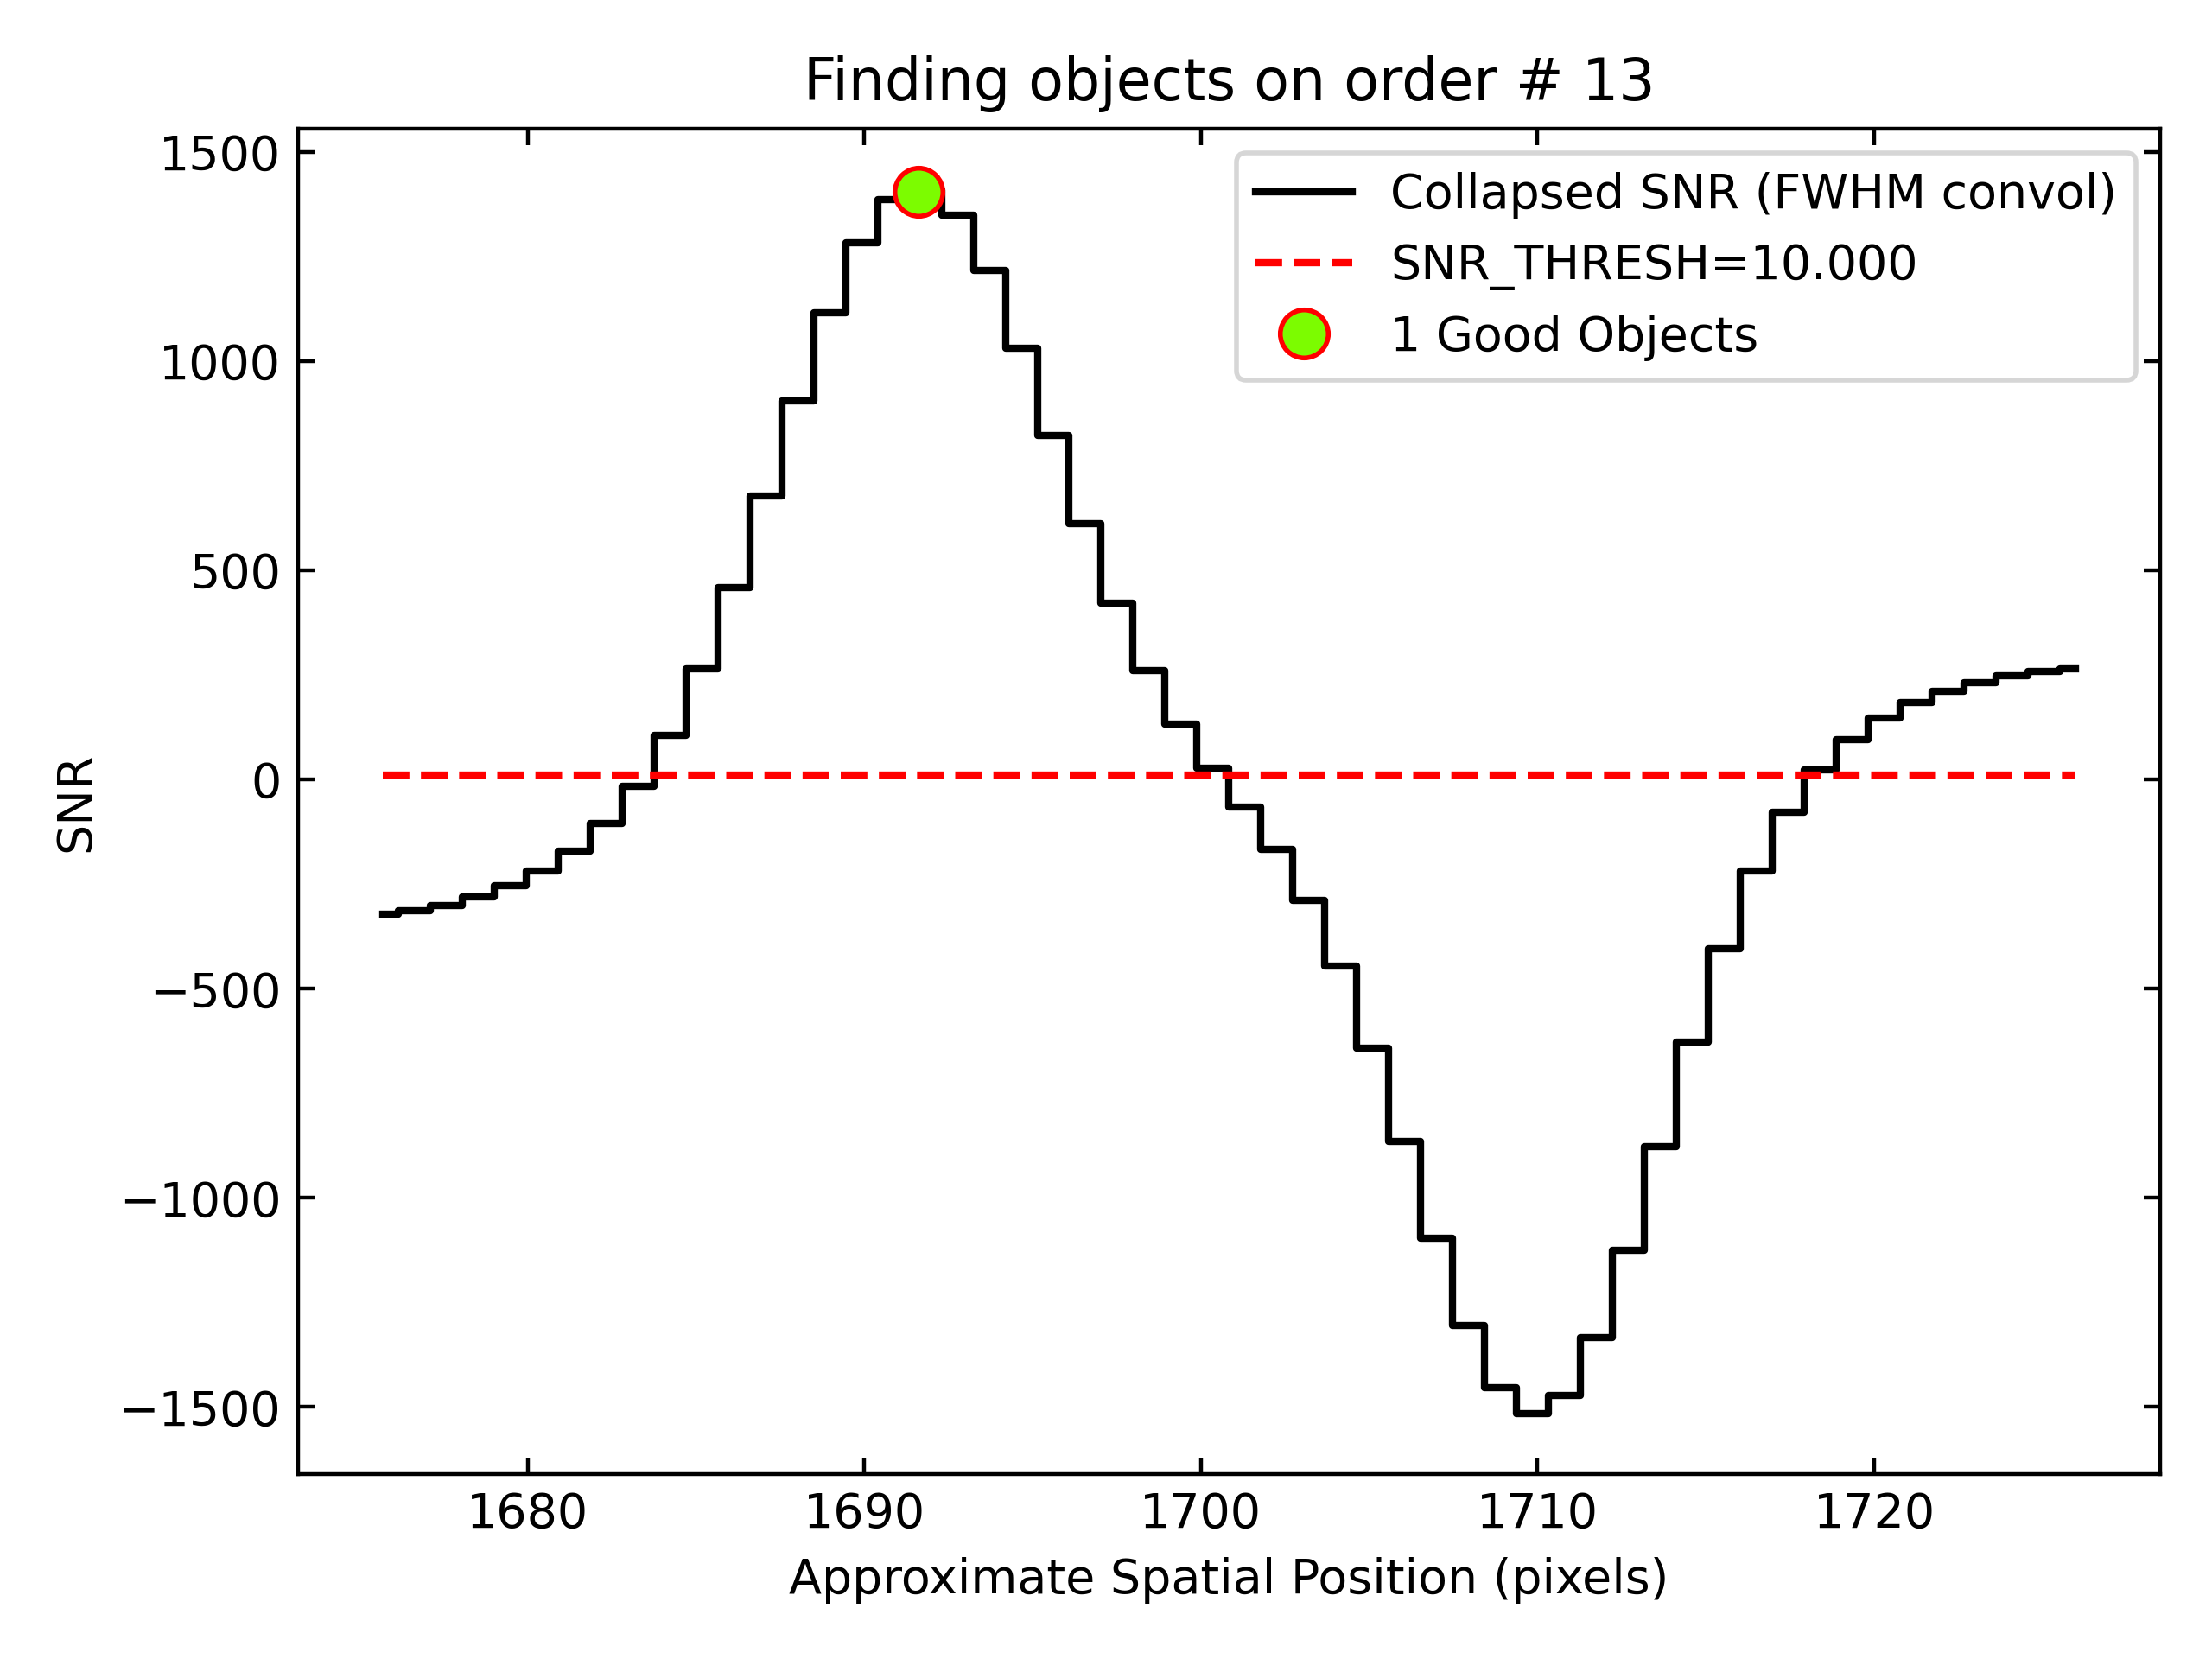 Finding objects on order # 13
1500
1000
500
0
−500
−1000
−1500
SNR
Collapsed SNR (FWHM convol)
SNR_THRESH=10.000
1 Good Objects
1680 1690 1700 1710 1720
Approximate Spatial Position (pixels)